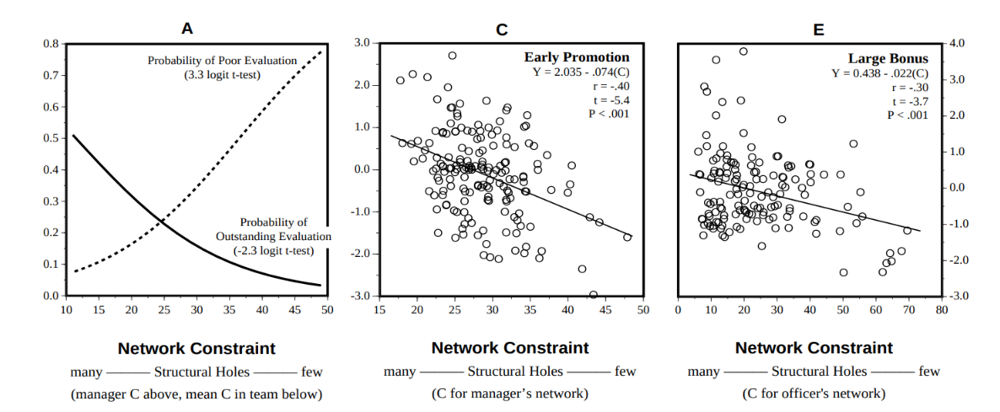 A
0.8
0.7
0.6
0.5
0.4
0.3
0.2
0.1
0.0
Probability of Poor Evaluation
(3.3 logit t-test)
Probability of
Outstanding Evaluation
(-2.3 logit t-test)
10 15 20 25 30 35 40 45 50
Network Constraint
many ——— Structural Holes ——— few
(manager C above, mean C in team below)
C
3.0
2.0
1.0
0.0
-1.0
-2.0
-3.0
Early Promotion
Y = 2.035 - .074(C)
r = -.40
t = -5.4
P < .001
15 20 25 30 35 40 45 50
Network Constraint
many ——— Structural Holes ——— few
(C for manager’s network)
E
Large Bonus
Y = 0.438 - .022(C)
r = -.30
t = -3.7
P < .001
4.0
3.0
2.0
1.0
0.0
-1.0
-2.0
-3.0
0 10 20 30 40 50 60 70 80
Network Constraint
many ——— Structural Holes ——— few
(C for officer's network)